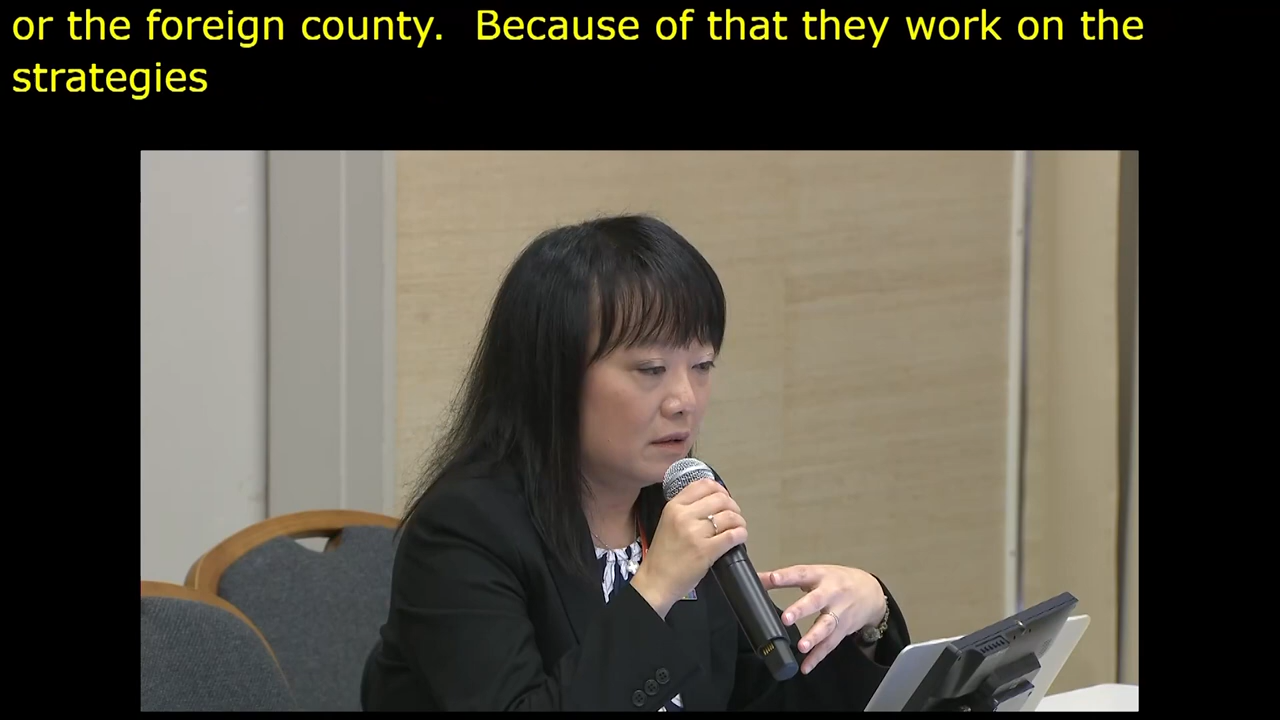 or the foreign county.  Because of that they work on the
strategies